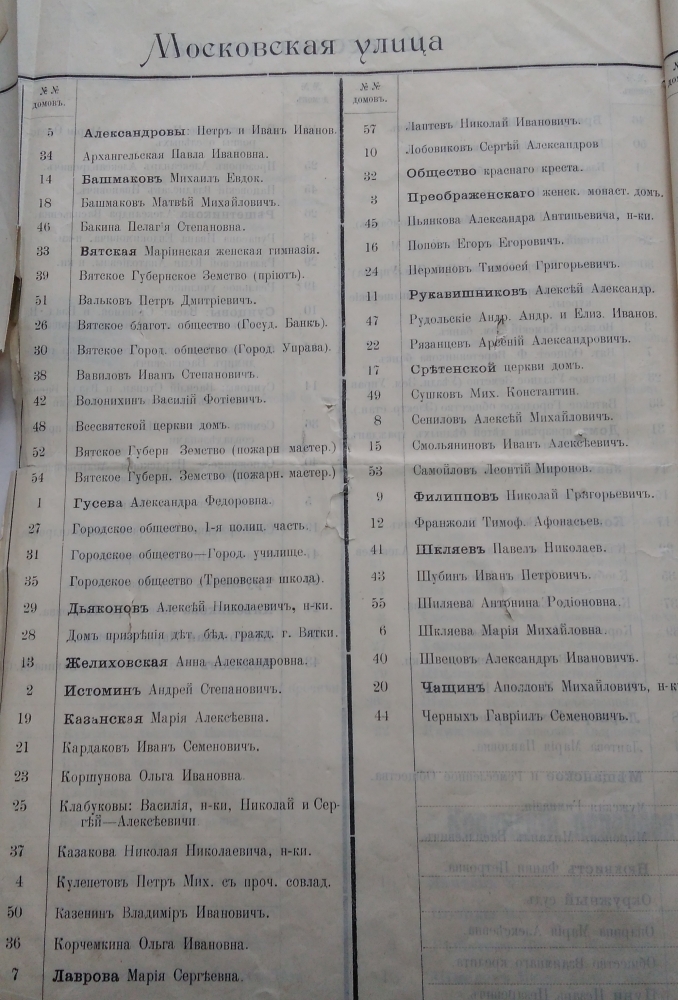 Московская улица
№ №
домовъ.
5 Александровы: Петръ и Иванъ Иванов.
34 Архангельская Павла Ивановна.
14 Башмаковъ Михаилъ Евдок.
18 Башмаковъ Матвѣй Михайловичъ.
46 Бакина Пелагія Степановна.
33 Вятская Маріинская женская гимназія.
39 Вятское Губернское Земство (пріютъ).
51 Вальковъ Петръ Дмитріевичъ.
26 Вятское благот. общество (Госуд. Банкъ).
30 Вятское Город. общество (Город. Управа).
38 Вавиловъ Иванъ Степановичъ.
42 Волонихинъ Василій Фотіевичъ.
48 Всесвятской церкви домъ.
52 Вятское Губерн Земство (пожарн мастер.)
54 Вятское Губерн. Земство (пожарн. мастер.)
1 Гусева Александра Федоровна.
27 Городское общество, 1-я полиц. часть.
31 Городское общество—Город. училище.
35 Городское общество (Треповская школа).
29 Дьяконовъ Алексѣй Николаевичъ, н-ки.
28 Домъ призрѣнія дѣт. бѣд. гражд. г. Вятки.
13 Желиховская Анна Александровна.
2 Истоминъ Андрей Степановичъ.
19 Казанская Марія Алексѣевна.
21 Кардаковъ Иванъ Семеновичъ.
23 Коршунова Ольга Ивановна
25 Клабуковы: Василія, н-ки, Николай и Сер-
гѣй—Алексѣевичи
37 Казакова Николая Николаевича, н-ки.
4 Кулепетовъ Петръ Мих. съ проч. совлад.
50 Казенинъ Владиміръ Ивановичъ.
36 Корчемкина Ольга Ивановна.
7 Лаврова Марія Сергѣевна.
№ №
домовъ.
57 Лаптевъ Николай Ивановичъ.
10 Лобовиковъ Сергѣй Александров
32 Общество краснаго креста.
3 Преображенскаго женск. монаст. домъ.
45 Пьянкова Александра Антипьевича, н-ки.
16 Поповъ Егоръ Егоровичъ.
24 Перминовъ Тимоѳей Григорьевичъ.
11 Рукавишниковъ Алексѣй Александр.
47 Рудольскіе Андр. Андр. и Елиз. Иванов.
22 Рязанцевъ Арсеній Александровичъ.
17 Срѣтенской церкви домъ.
49 Сушковъ Мих. Константин.
8 Сениловъ Алексѣй Михайловичъ.
15 Смольяниновъ Иванъ Алексѣевичъ.
53 Самойловъ Леонтій Миронов.
9 Филипповъ Николай Григорьевичъ.
12 Франжоли Тимоф. Афонасьев.
41 Шкляевъ Павелъ Николаев.
43 Шубинъ Иванъ Петровичъ.
55 Шиляева Антонина Родіоновна.
6 Шкляева Марія Михайловна.
40 Швецовъ Александръ Ивановичъ.
20 Чащинъ Аполловъ Михайловичъ, н-к
44 Черныхъ Гавріилъ Семеновичъ.